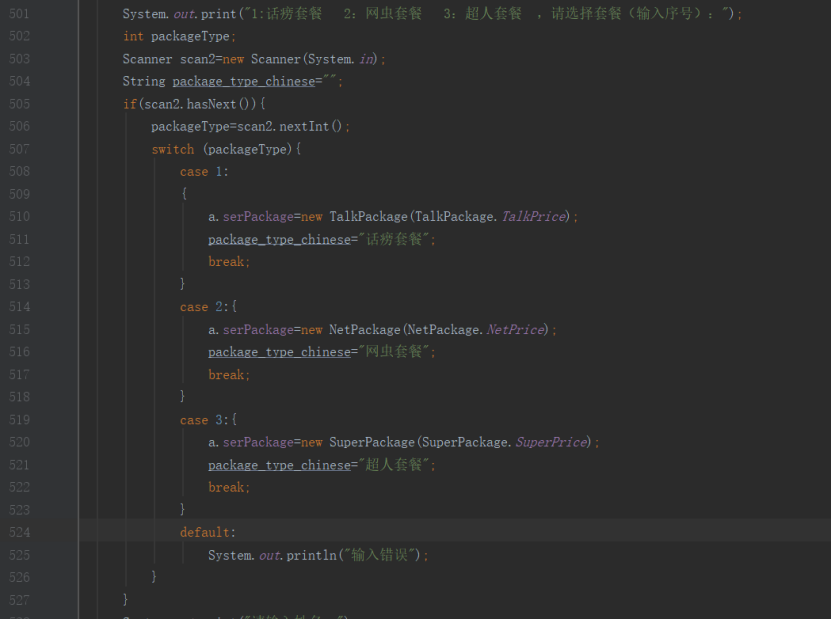 501 System.out.print("1:话痨套餐   2：网虫套餐   3：超人套餐  ，请选择套餐（输入序号）：");
502 int packageType;
503 Scanner scan2=new Scanner(System.in);
504 String package_type_chinese="";
505 if(scan2.hasNext()){
506 packageType=scan2.nextInt();
507 switch (packageType){
508 case 1:
509 {
510 a.serPackage=new TalkPackage(TalkPackage.TalkPrice);
511 package_type_chinese="话痨套餐";
512 break;
513 }
514 case 2:{
515 a.serPackage=new NetPackage(NetPackage.NetPrice);
516 package_type_chinese="网虫套餐";
517 break;
518 }
519 case 3:{
520 a.serPackage=new SuperPackage(SuperPackage.SuperPrice);
521 package_type_chinese="超人套餐";
522 break;
523 }
524 default:
525 System.out.println("输入错误");
526 }
527 }